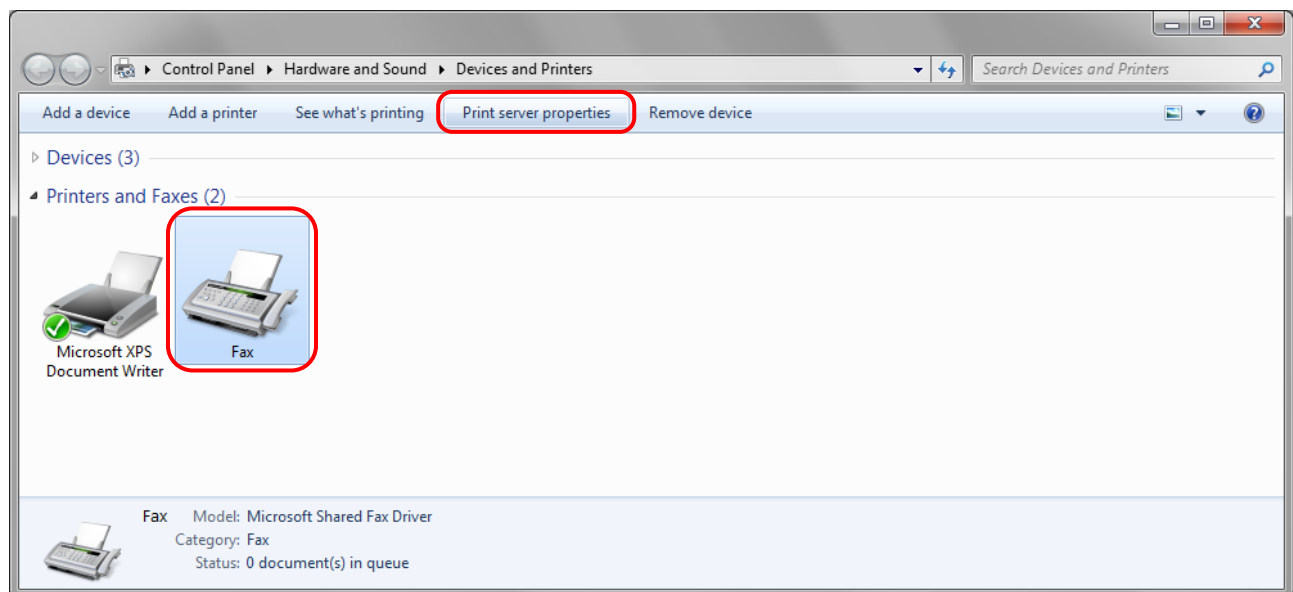 Control Panel Hardware and Sound Devices and Printers Search Devices and Printers
Add a device Add a printer See what's printing Print server properties Remove device
Devices (3)
Printers and Faxes (2)
Microsoft XPS
Document Writer
Fax
Fax Model: Microsoft Shared Fax Driver
Category: Fax
Status: 0 document(s) in queue